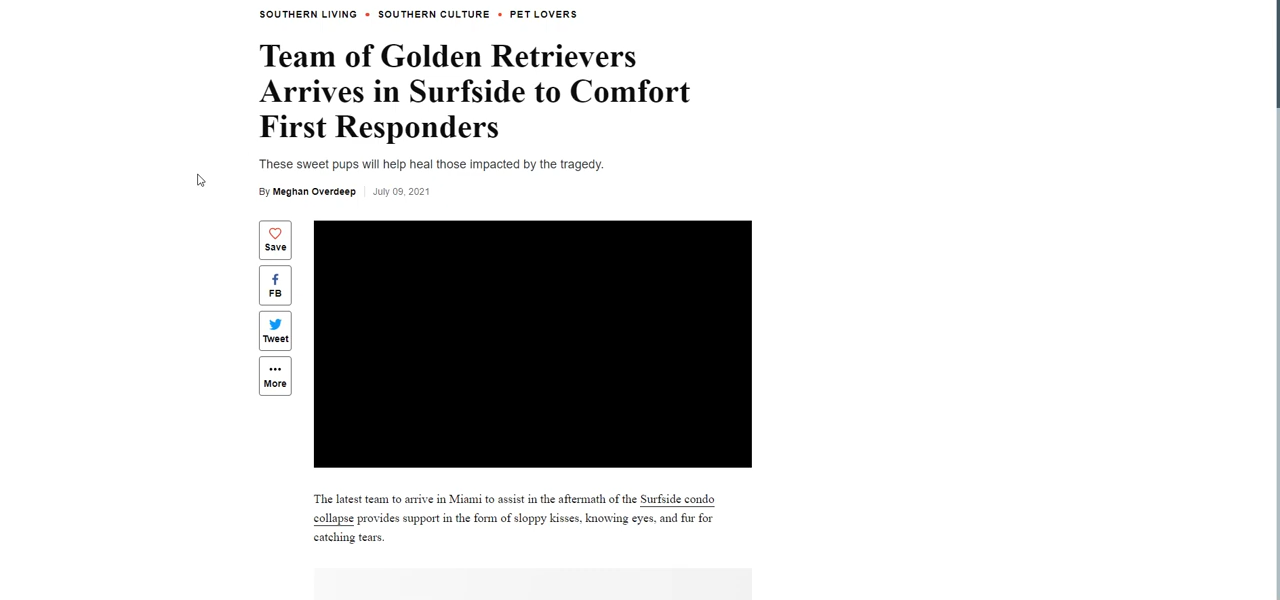 SOUTHERN LIVING • SOUTHERN CULTURE • PET LOVERS
Team of Golden Retrievers
Arrives in Surfside to Comfort
First Responders
These sweet pups will help heal those impacted by the tragedy.
By Meghan Overdeep | July 09, 2021
Save
FB
Tweet
More
The latest team to arrive in Miami to assist in the aftermath of the Surfside condo
collapse provides support in the form of sloppy kisses, knowing eyes, and fur for
catching tears.